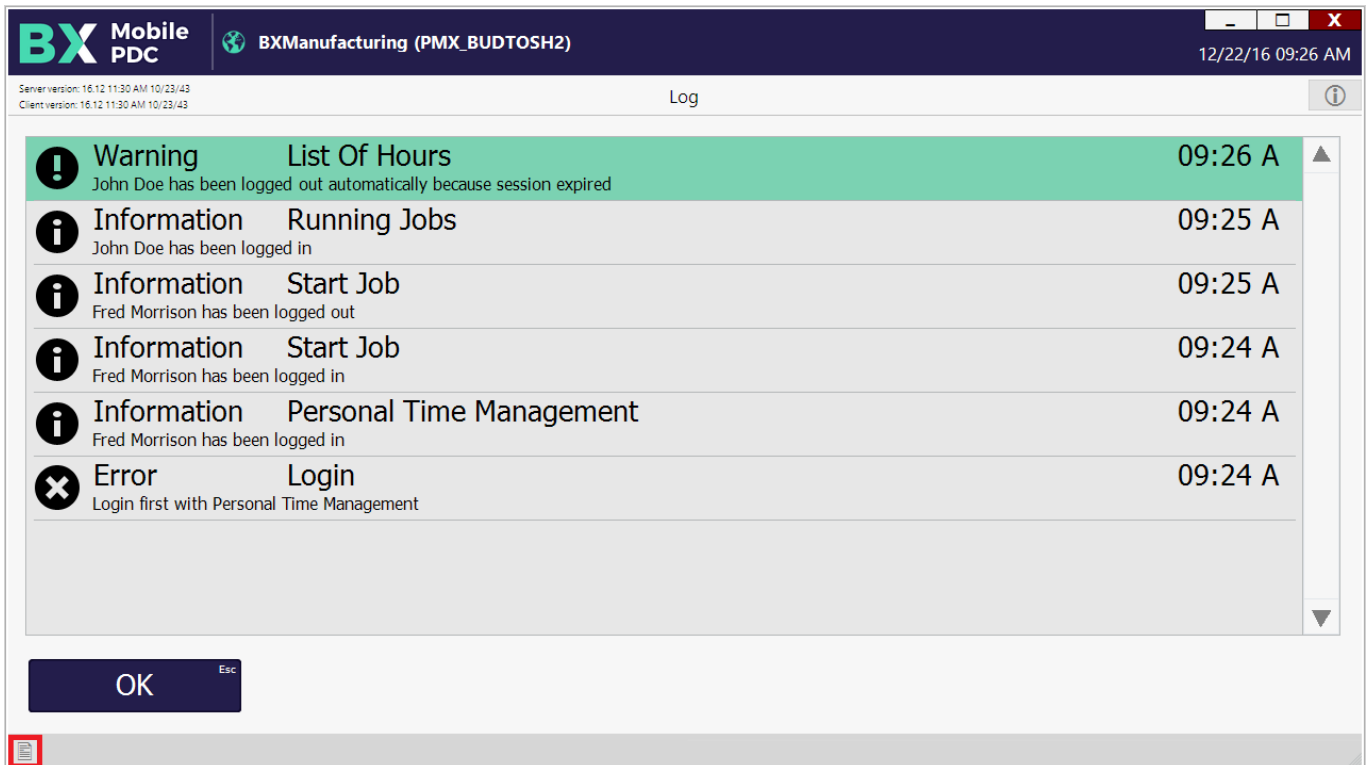 BX Mobile PDC
BXManufacturing (PMX_BUDTOSH2)
X
12/22/16 09:26 AM
Server version: 16.12 11:30 AM 10/23/43
Client version: 16.12 11:30 AM 10/23/43
Log
Warning List Of Hours 09:26 A
John Doe has been logged out automatically because session expired
Information Running Jobs 09:25 A
John Doe has been logged in
Information Start Job 09:25 A
Fred Morrison has been logged out
Information Start Job 09:24 A
Fred Morrison has been logged in
Information Personal Time Management 09:24 A
Fred Morrison has been logged in
Error Login 09:24 A
Login first with Personal Time Management
OK Esc